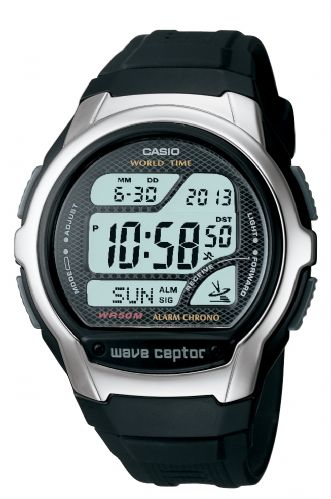 CASIO
WORLD TIME
ADJUST
LIGHT
MM DD
6-30 2013
P 10:58 50 DST
MODE
RECEIVE
FORWARD
SUN ALM
SIG
WR50M ALARM CHRONO
wave ceptor